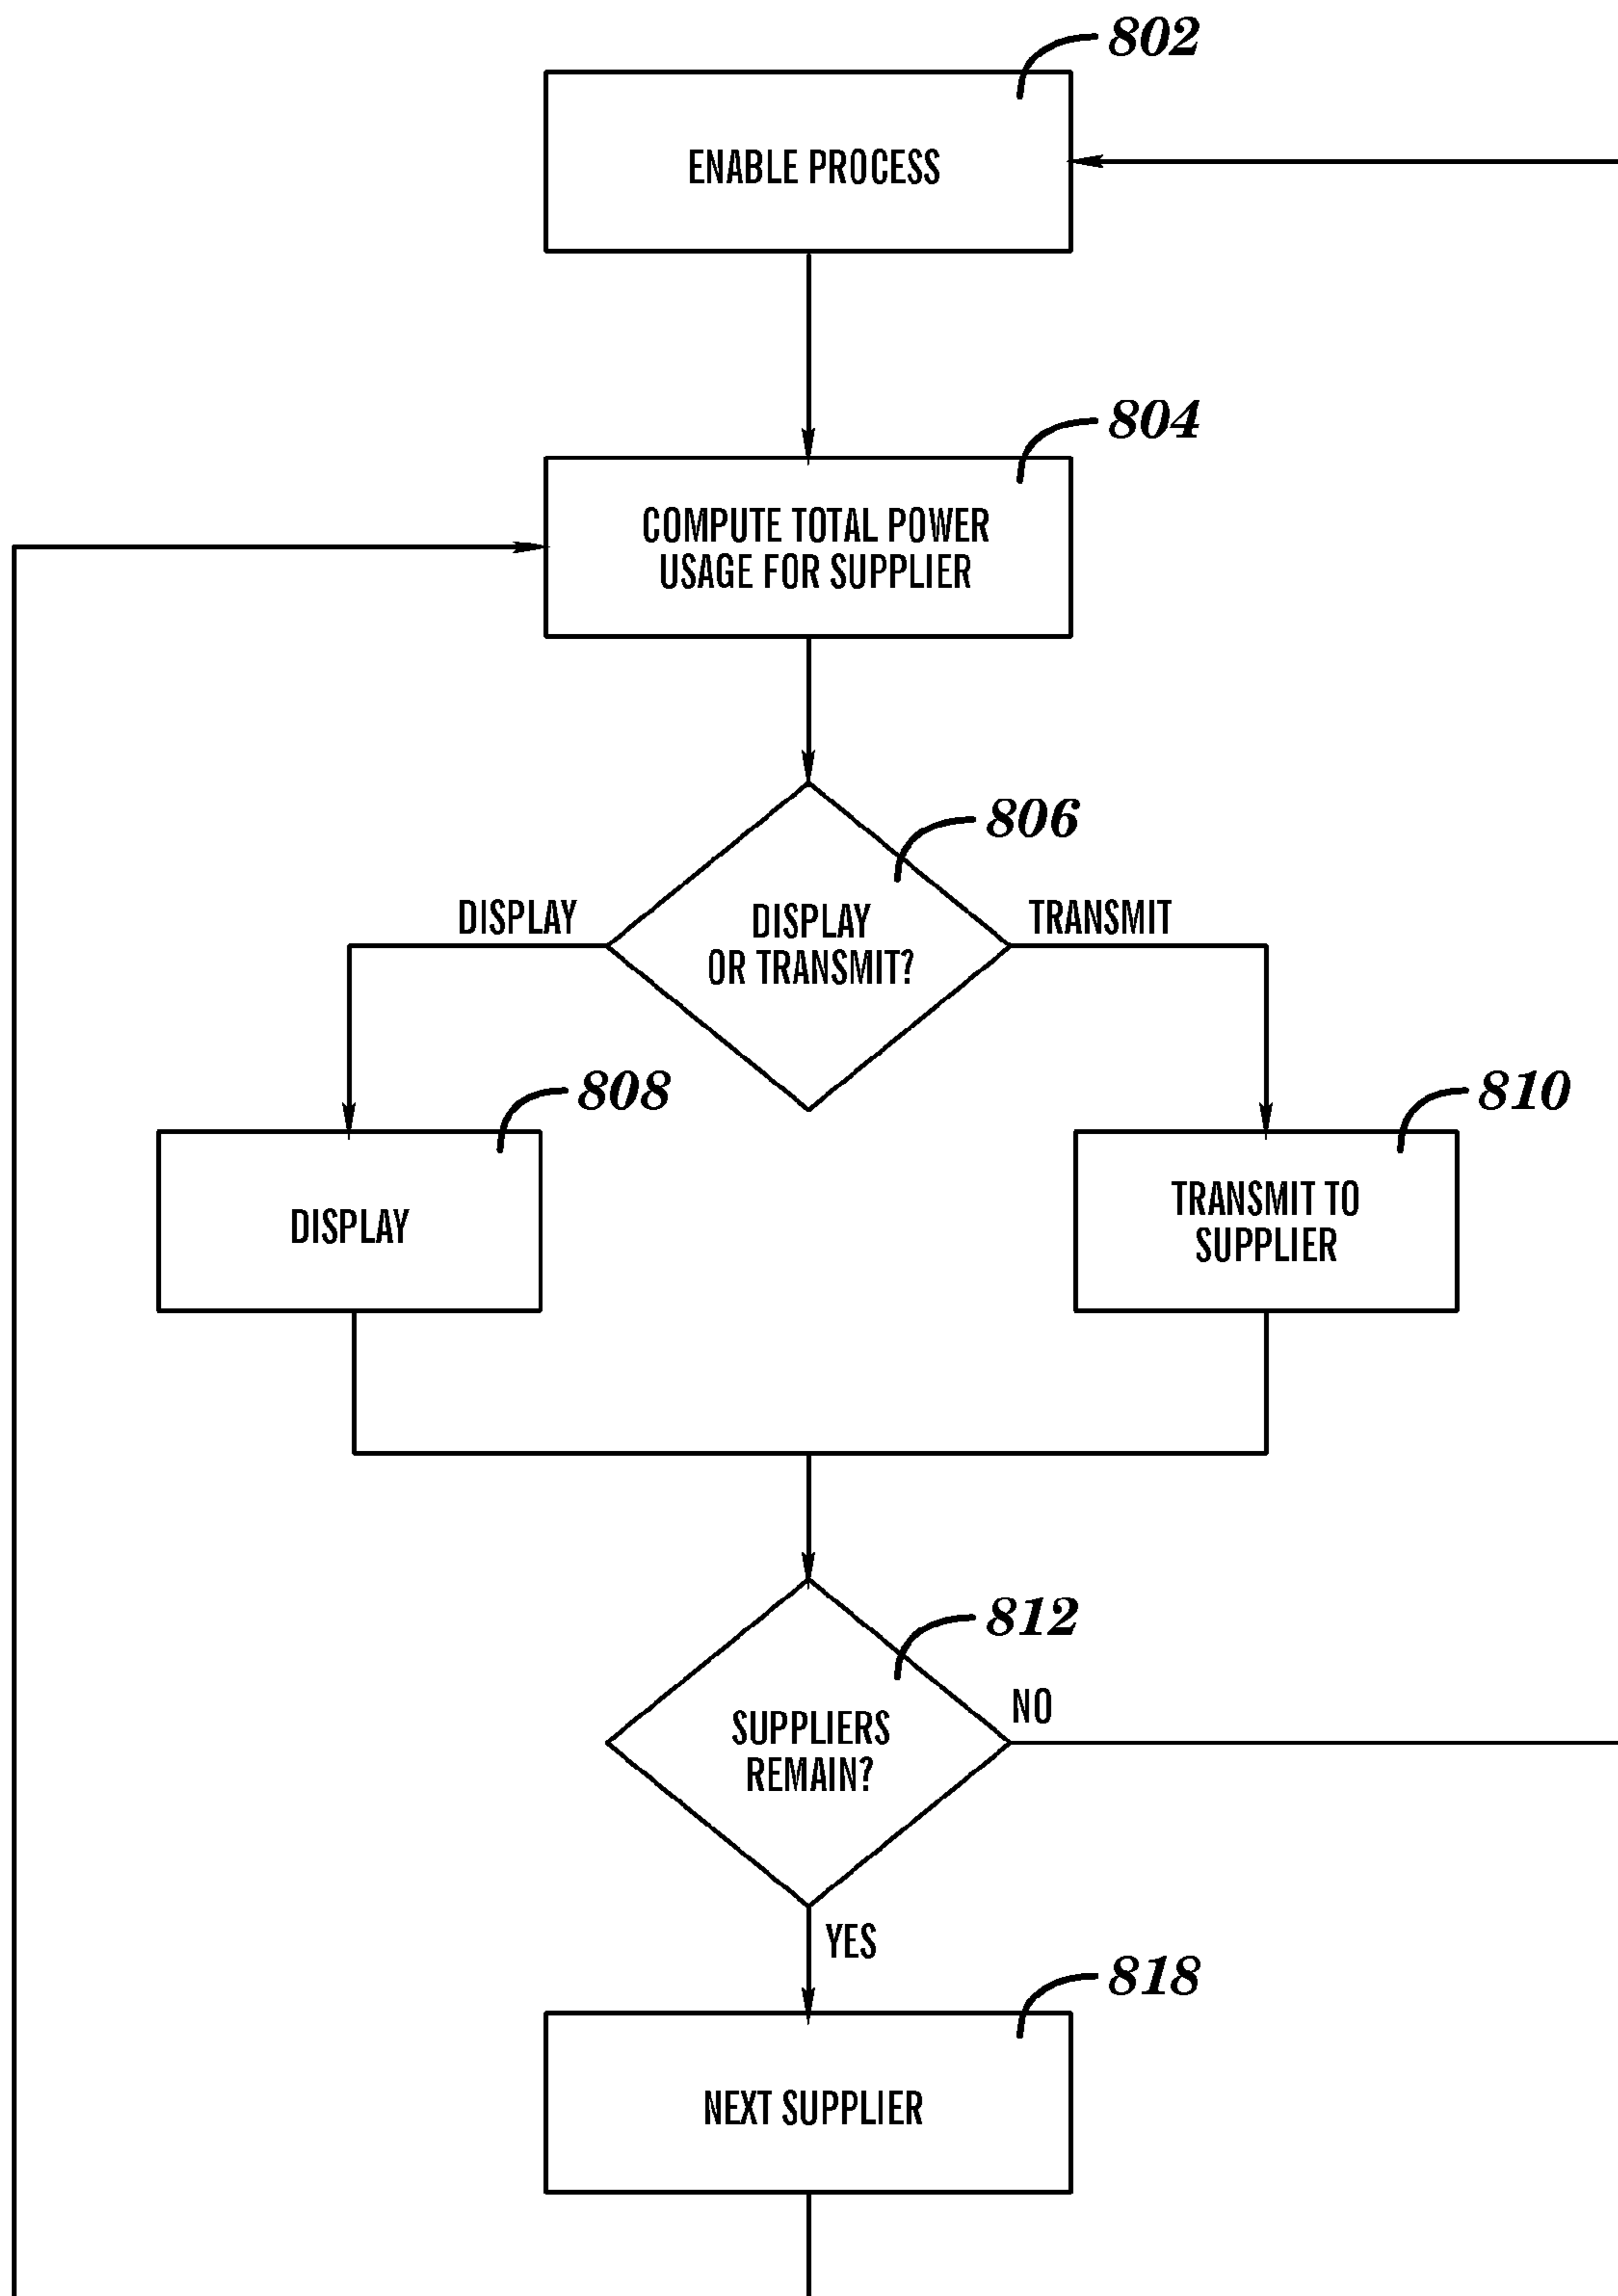 802
ENABLE PROCESS
804
COMPUTE TOTAL POWER
USAGE FOR SUPPLIER
806
DISPLAY
DISPLAY
OR TRANSMIT?
TRANSMIT
808
810
DISPLAY
TRANSMIT TO
SUPPLIER
812
NO
SUPPLIERS
REMAIN?
YES
818
NEXT SUPPLIER